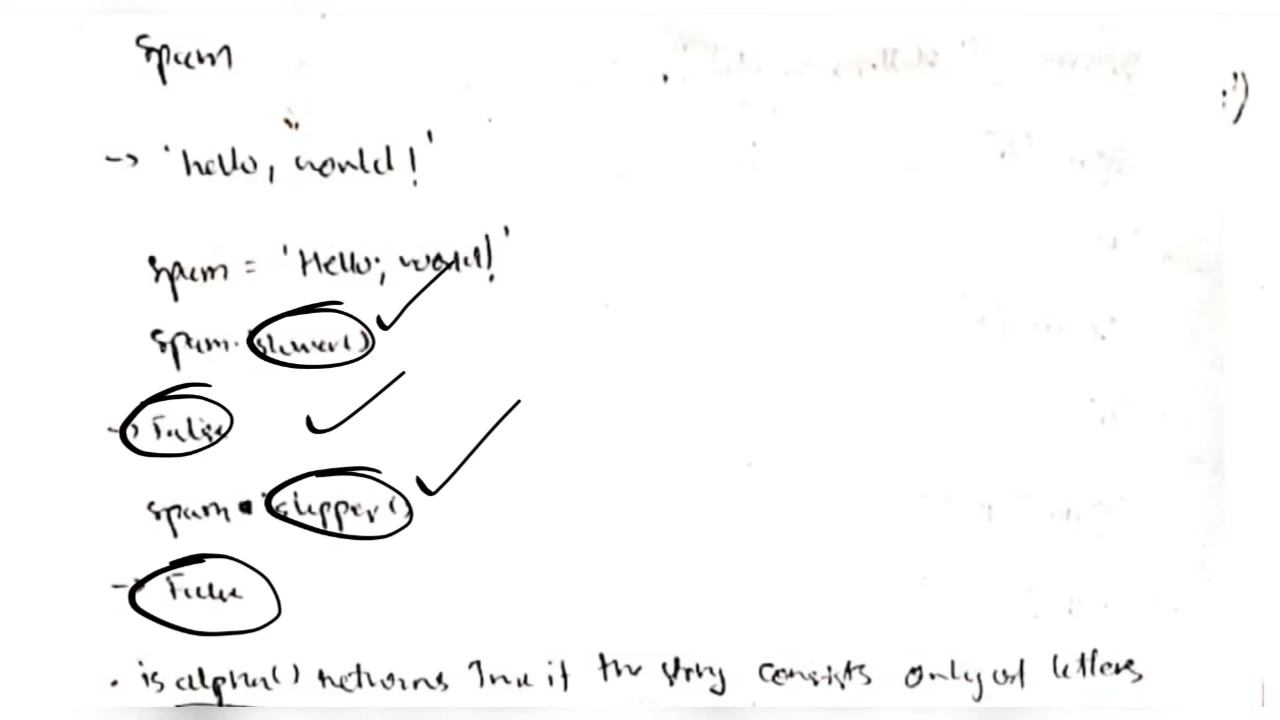 spam
:')
-> 'hello, world!'
spam = 'Hello, world!'
spam.islower()
-> False
spam.isupper()
-> False
. isalpha() returns True if the string consists only of letters